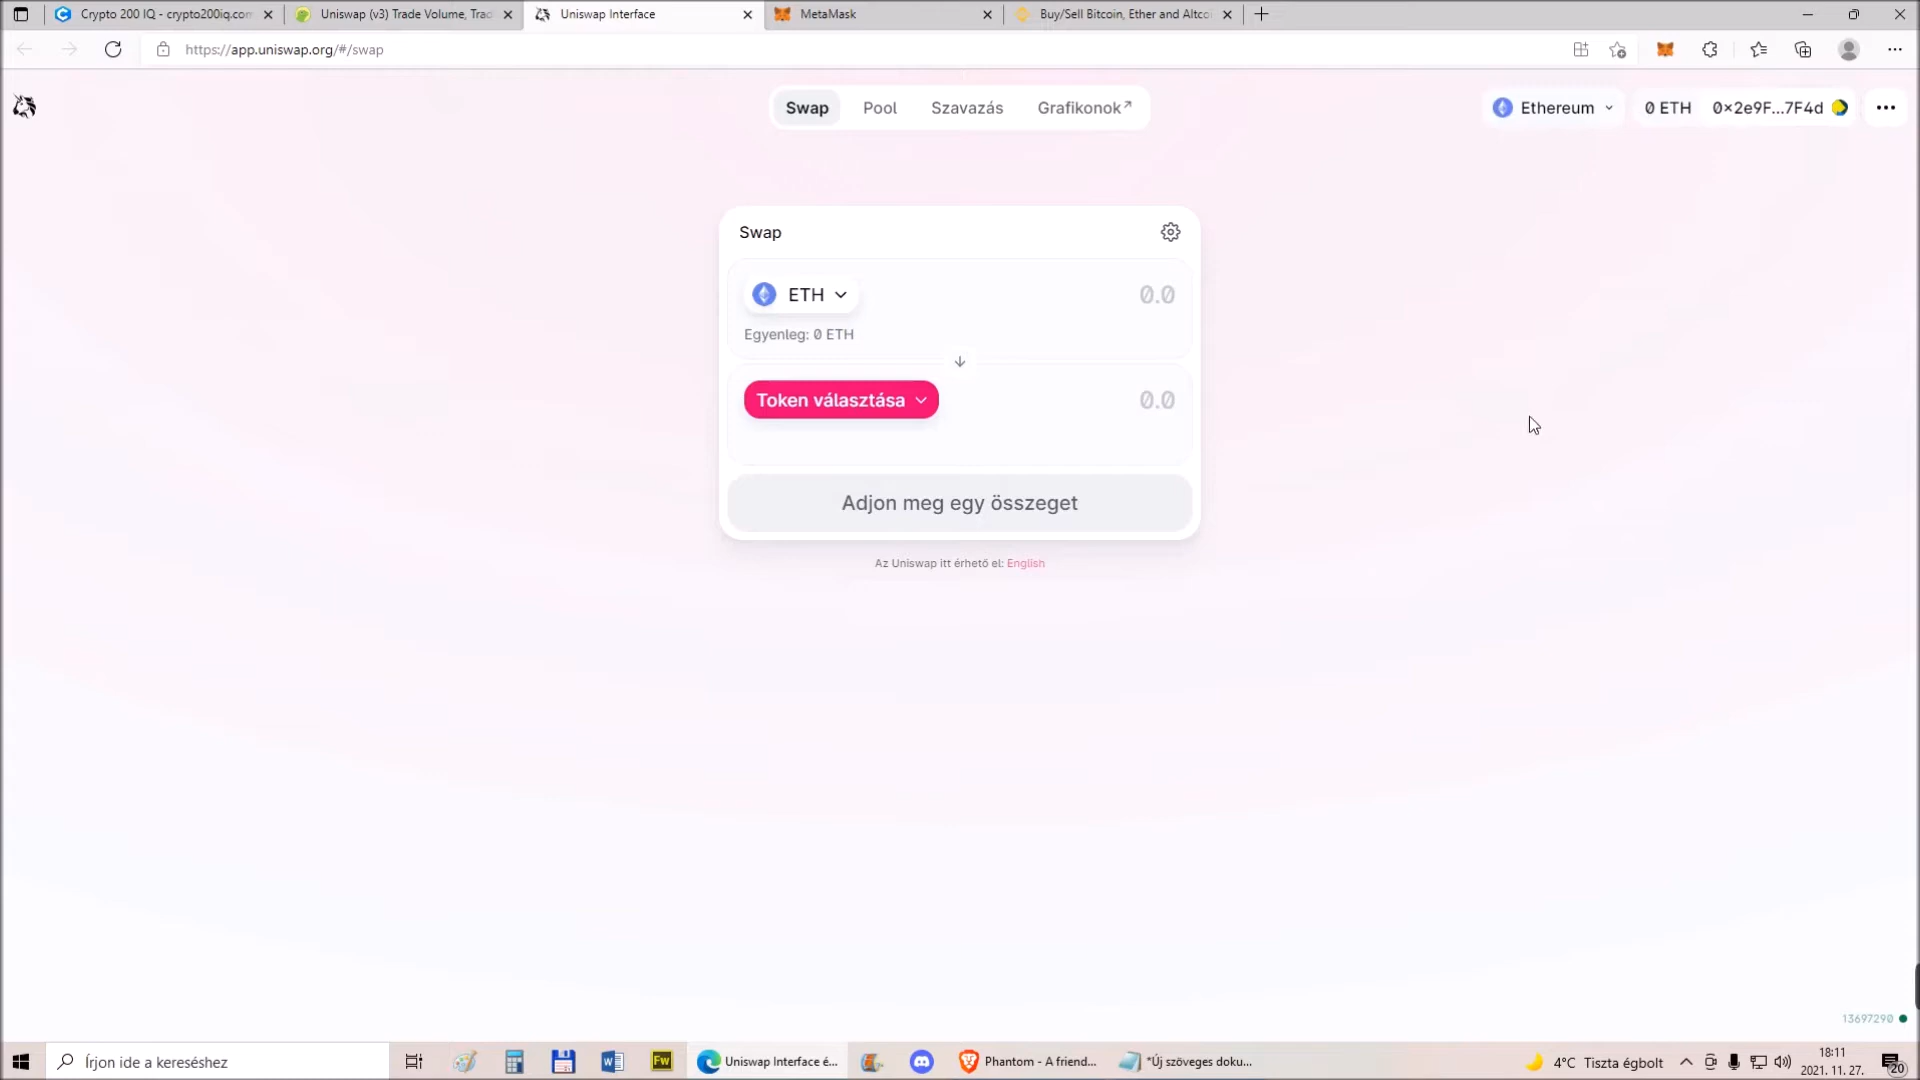 Crypto 200 IQ - crypto200iq.com
Uniswap (v3) Trade Volume, Trad
Uniswap Interface
MetaMask
Buy/Sell Bitcoin, Ether and Altco
https://app.uniswap.org/#/swap
Swap
Pool
Szavazás
Grafikonok↗
Ethereum
0 ETH
0×2e9F...7F4d
Swap
ETH
0.0
Egyenleg: 0 ETH
Token választása
0.0
Adjon meg egy összeget
Az Uniswap itt érhető el: English
13697290
Írjon ide a kereséshez
Fw
Uniswap Interface é...
Phantom - A friend...
*Új szöveges doku...
4°C Tiszta égbolt
18:11
2021. 11. 27.
20